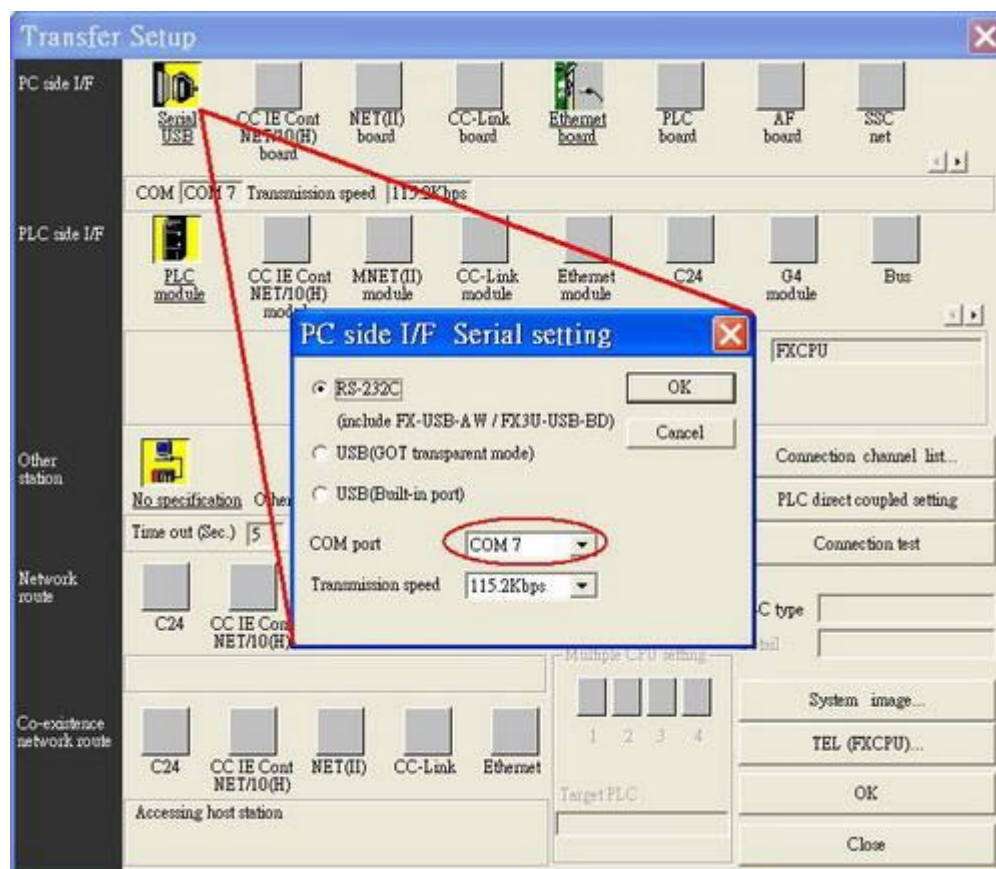 Transfer Setup
PC side I/F
Serial
USB
CC IE Cont
NET/10(H)
board
NET(II)
board
CC-Link
board
Ethernet
board
PLC
board
AF
board
SSC
net
COM COM 7 Transmission speed 115.2Kbps
PLC side I/F
PLC
module
CC IE Cont
NET/10(H)
MNET(II)
module
CC-Link
module
Ethernet
module
C24
G4
module
Bus
FXCPU
PC side I/F Serial setting
RS-232C
(include FX-USB-AW / FX3U-USB-BD)
USB(GOT transparent mode)
USB(Built-in port)
COM port COM 7
Transmission speed 115.2Kbps
OK
Cancel
Other
station
No specification
Time out (Sec.) 5
Connection channel list...
PLC direct coupled setting
Connection test
Network
route
C24
CC IE
NET/10(H)
C type
Multiple CPU setting
1 2 3 4
Target PLC
System image...
TEL (FXCPU)...
OK
Close
Co-existence
network route
C24
CC IE Cont
NET/10(H)
NET(II)
CC-Link
Ethernet
Accessing host station